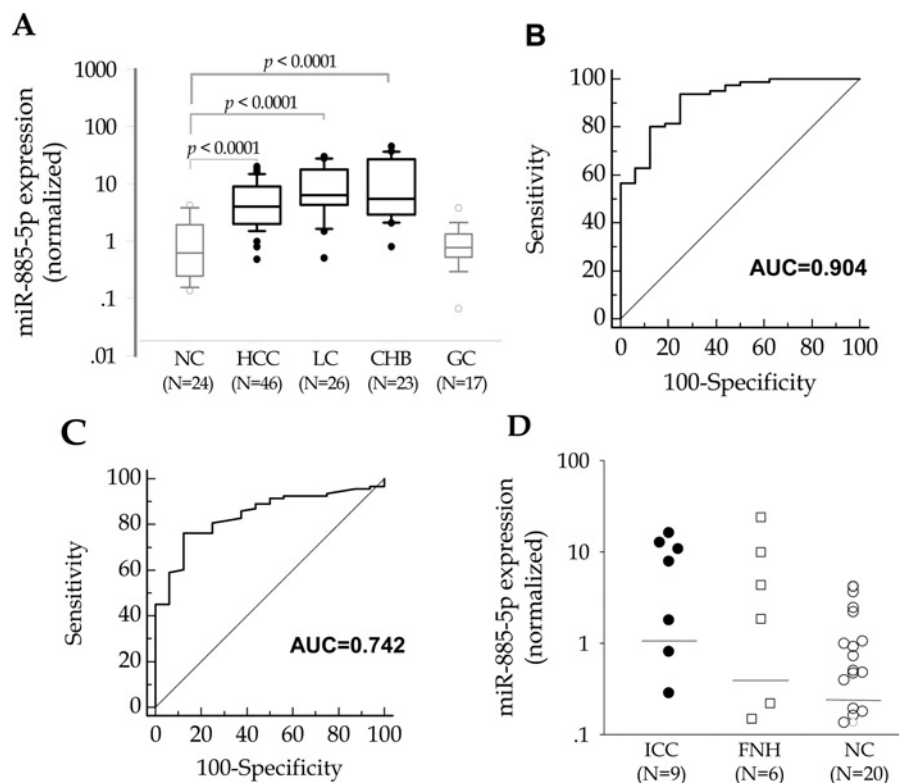 A
miR-885-5p expression
(normalized)
1000
100
10
1
.1
.01
p < 0.0001
p < 0.0001
p < 0.0001
NC HCC LC CHB GC
(N=24) (N=46) (N=26) (N=23) (N=17)
B
Sensitivity
100
80
60
40
20
0
AUC=0.904
0 20 40 60 80 100
100-Specificity
C
Sensitivity
100
80
60
40
20
0
AUC=0.742
0 20 40 60 80 100
100-Specificity
D
miR-885-5p expression
(normalized)
100
10
1
.1
ICC FNH NC
(N=9) (N=6) (N=20)